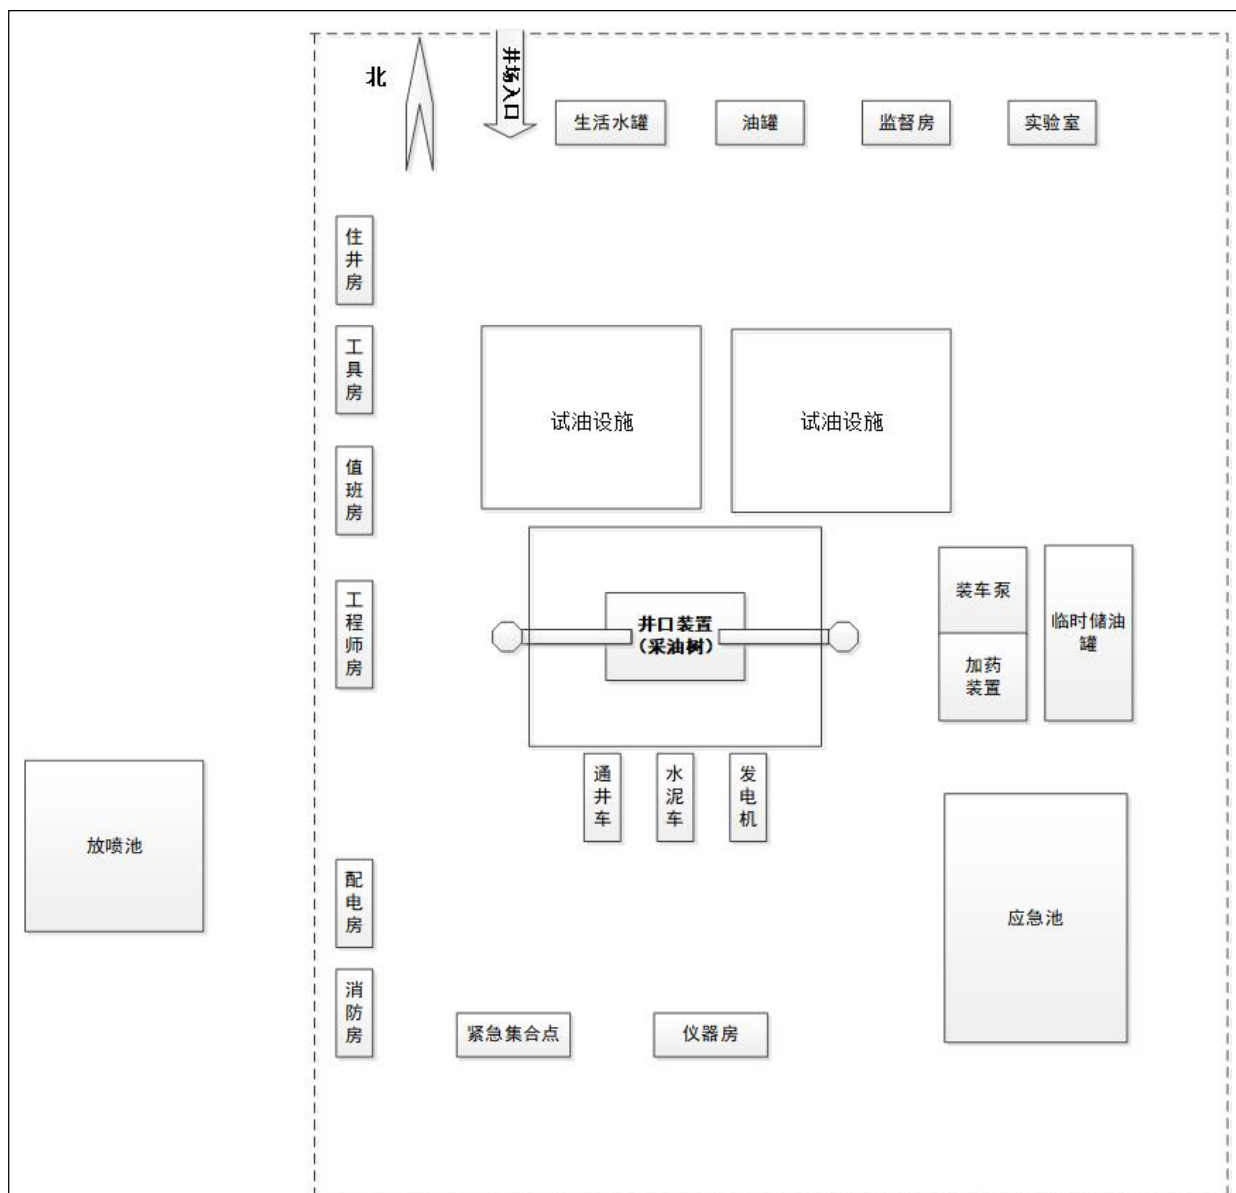 北
井场入口
生活水罐
油罐
监督房
实验室
住井房
工具房
试油设施
试油设施
值班房
工程师房
井口装置
（采油树）
装车泵
加药
装置
临时储油
罐
通井车
水泥车
发电机
放喷池
配电房
应急池
消防房
紧急集合点
仪器房